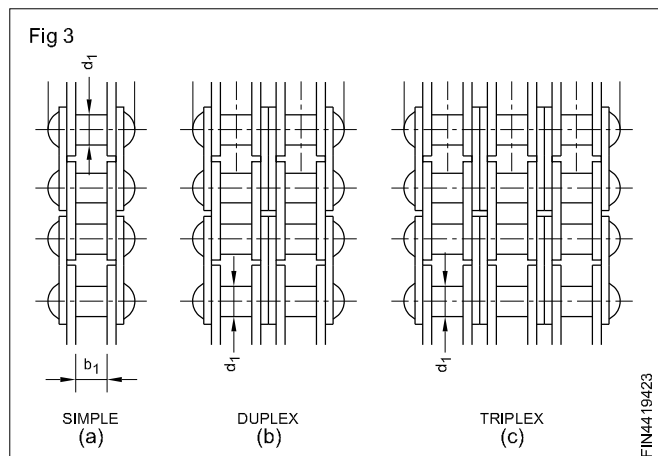 Fig 3
d1
b1
d1
d1
SIMPLE
(a)
DUPLEX
(b)
TRIPLEX
(c)
FIN4419423